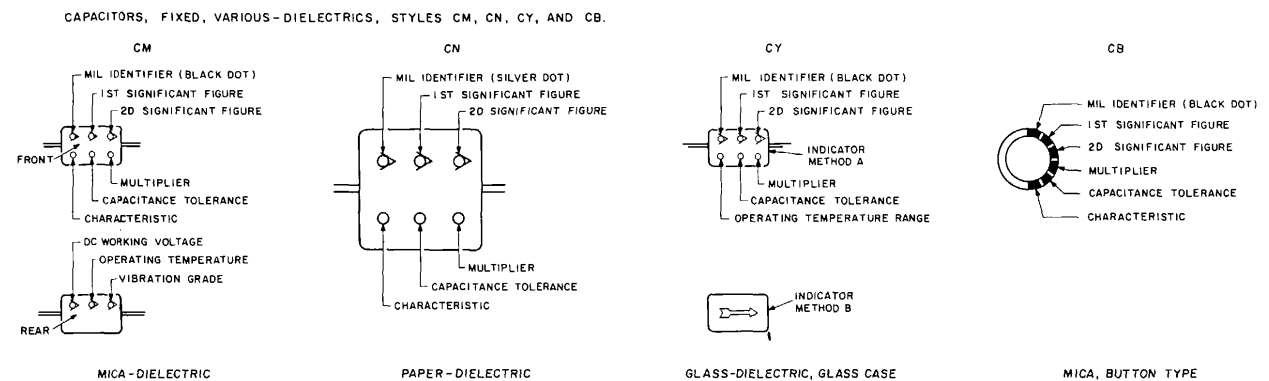 CAPACITORS, FIXED, VARIOUS-DIELECTRICS, STYLES CM, CN, CY, AND CB.
CM
MIL IDENTIFIER (BLACK DOT)
1ST SIGNIFICANT FIGURE
2D SIGNIFICANT FIGURE
FRONT
MULTIPLIER
CAPACITANCE TOLERANCE
CHARACTERISTIC
DC WORKING VOLTAGE
OPERATING TEMPERATURE
VIBRATION GRADE
REAR
MICA-DIELECTRIC
CN
MIL IDENTIFIER (SILVER DOT)
1ST SIGNIFICANT FIGURE
2D SIGNIFICANT FIGURE
MULTIPLIER
CAPACITANCE TOLERANCE
CHARACTERISTIC
PAPER-DIELECTRIC
CY
MIL IDENTIFIER (BLACK DOT)
1ST SIGNIFICANT FIGURE
2D SIGNIFICANT FIGURE
INDICATOR
METHOD A
MULTIPLIER
CAPACITANCE TOLERANCE
OPERATING TEMPERATURE RANGE
INDICATOR
METHOD B
GLASS-DIELECTRIC, GLASS CASE
CB
MIL IDENTIFIER (BLACK DOT)
1ST SIGNIFICANT FIGURE
2D SIGNIFICANT FIGURE
MULTIPLIER
CAPACITANCE TOLERANCE
CHARACTERISTIC
MICA, BUTTON TYPE